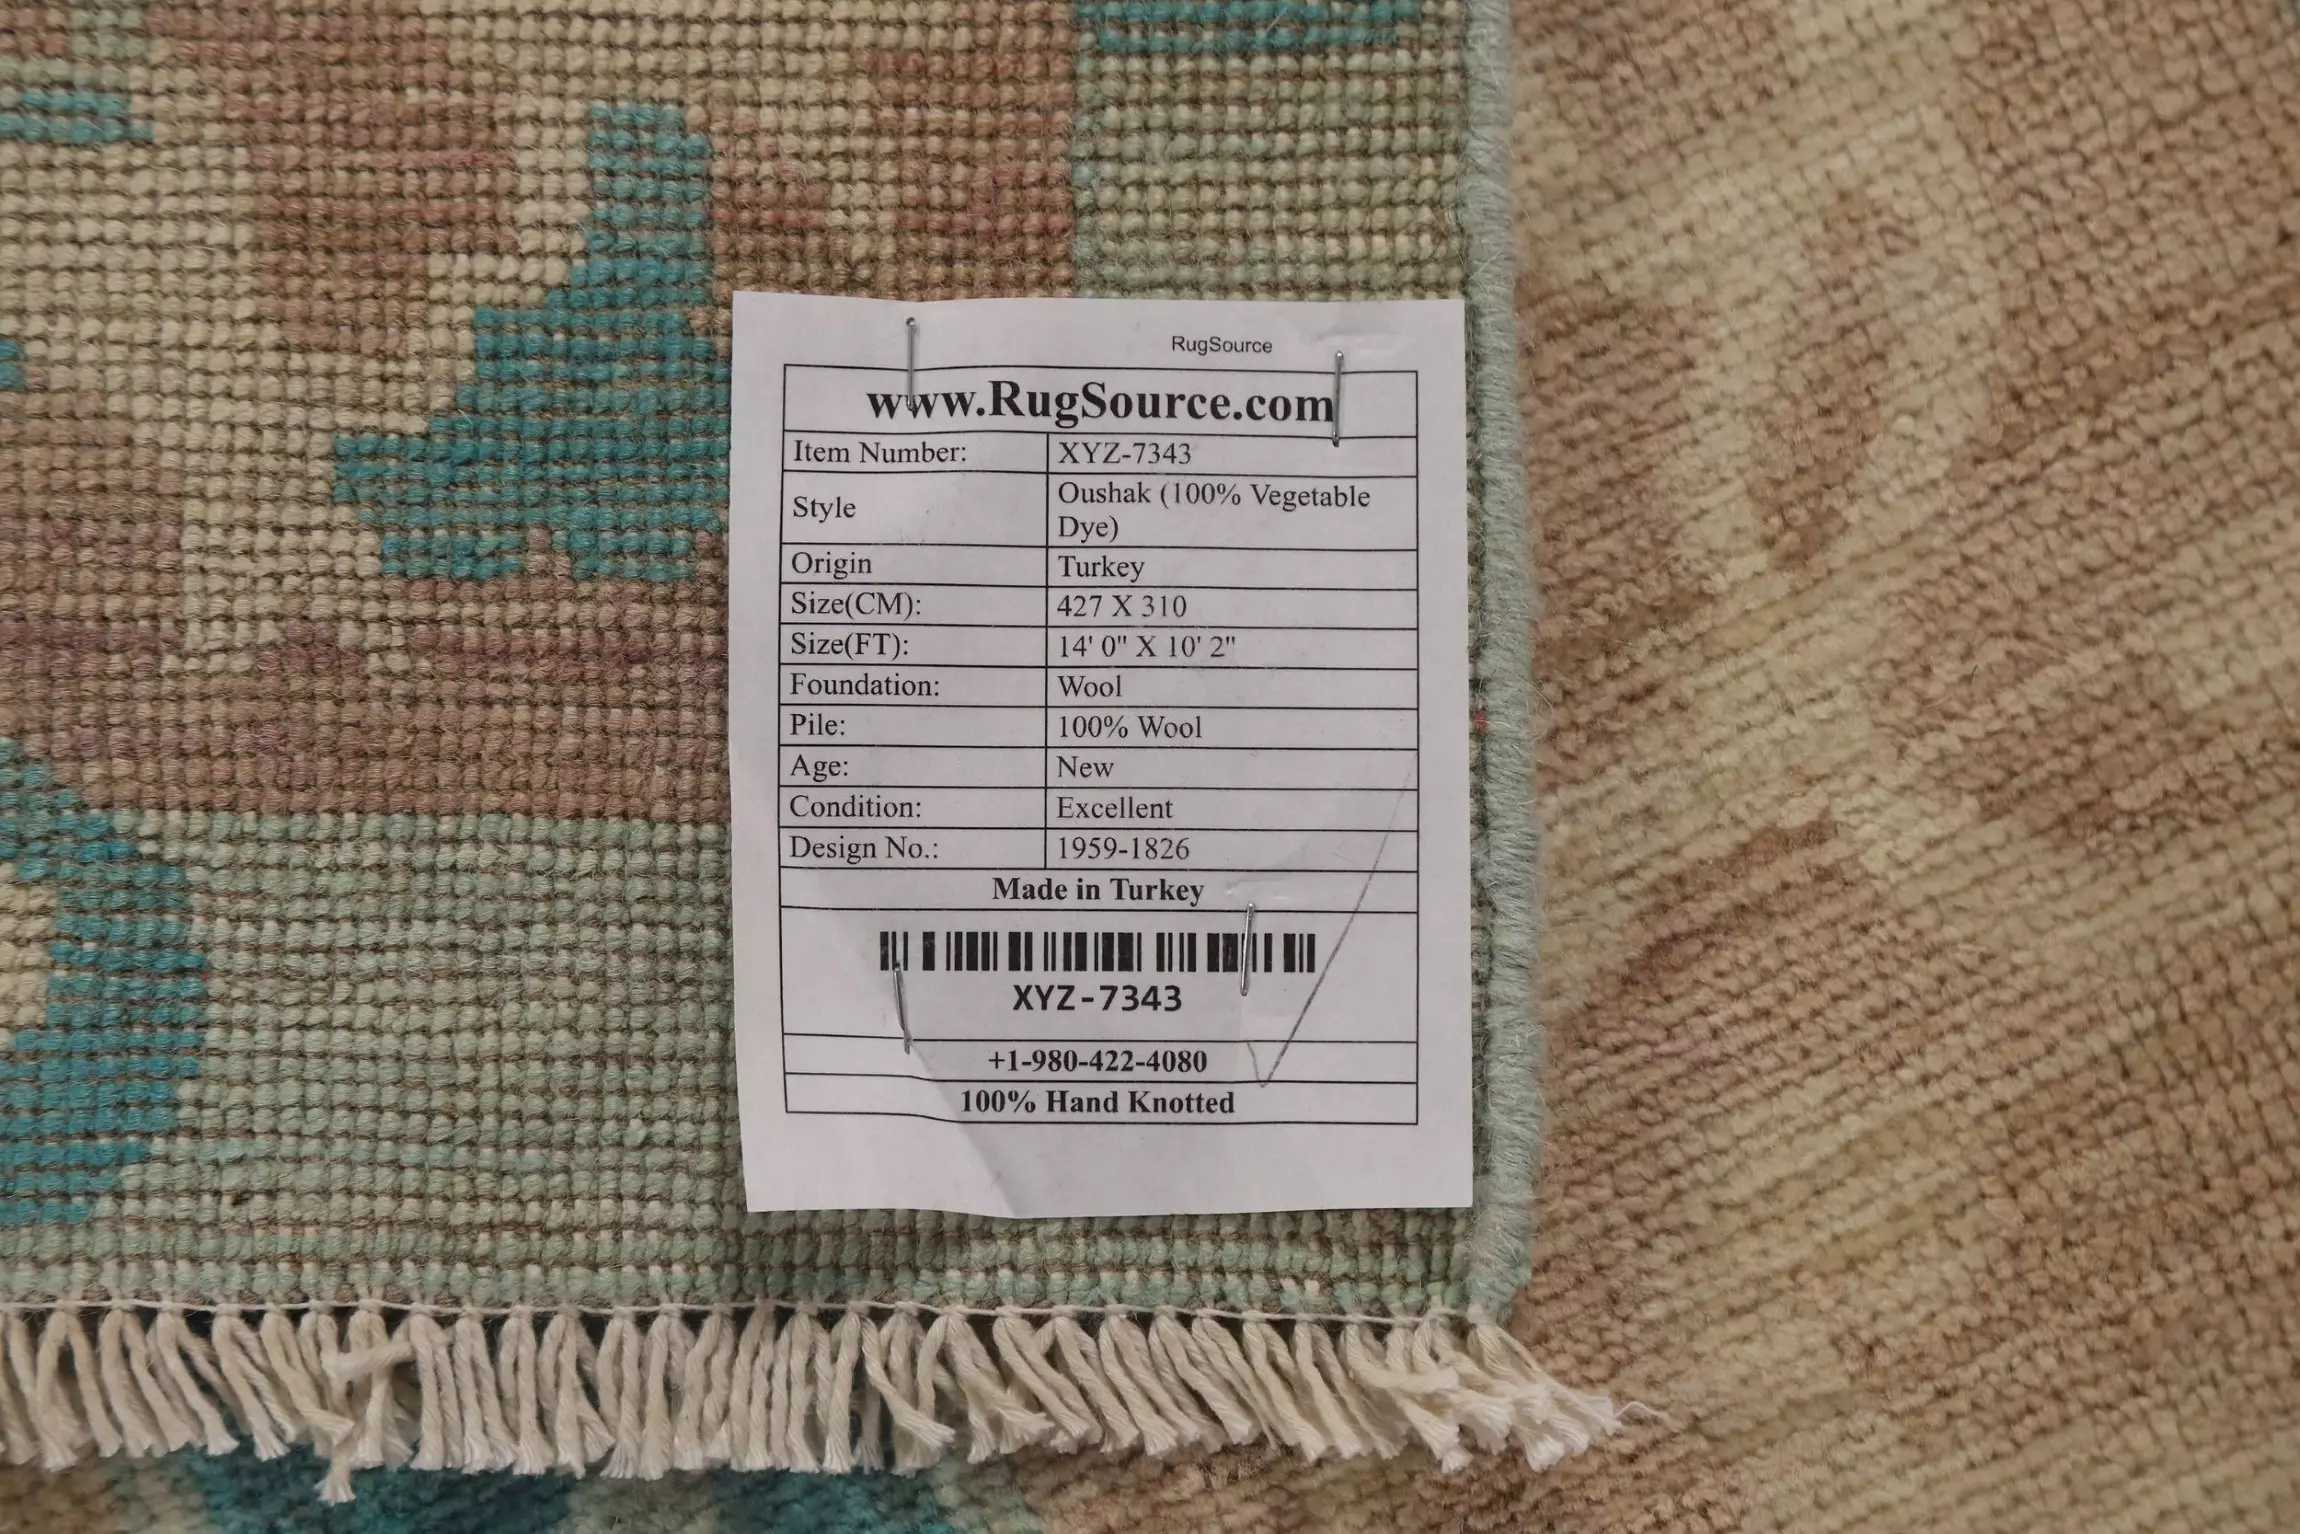 RugSource
www.RugSource.com
Item Number: XYZ-7343
Style Oushak (100% Vegetable
Dye)
Origin Turkey
Size(CM): 427 X 310
Size(FT): 14' 0" X 10' 2"
Foundation: Wool
Pile: 100% Wool
Age: New
Condition: Excellent
Design No.: 1959-1826
Made in Turkey
XYZ-7343
+1-980-422-4080
100% Hand Knotted